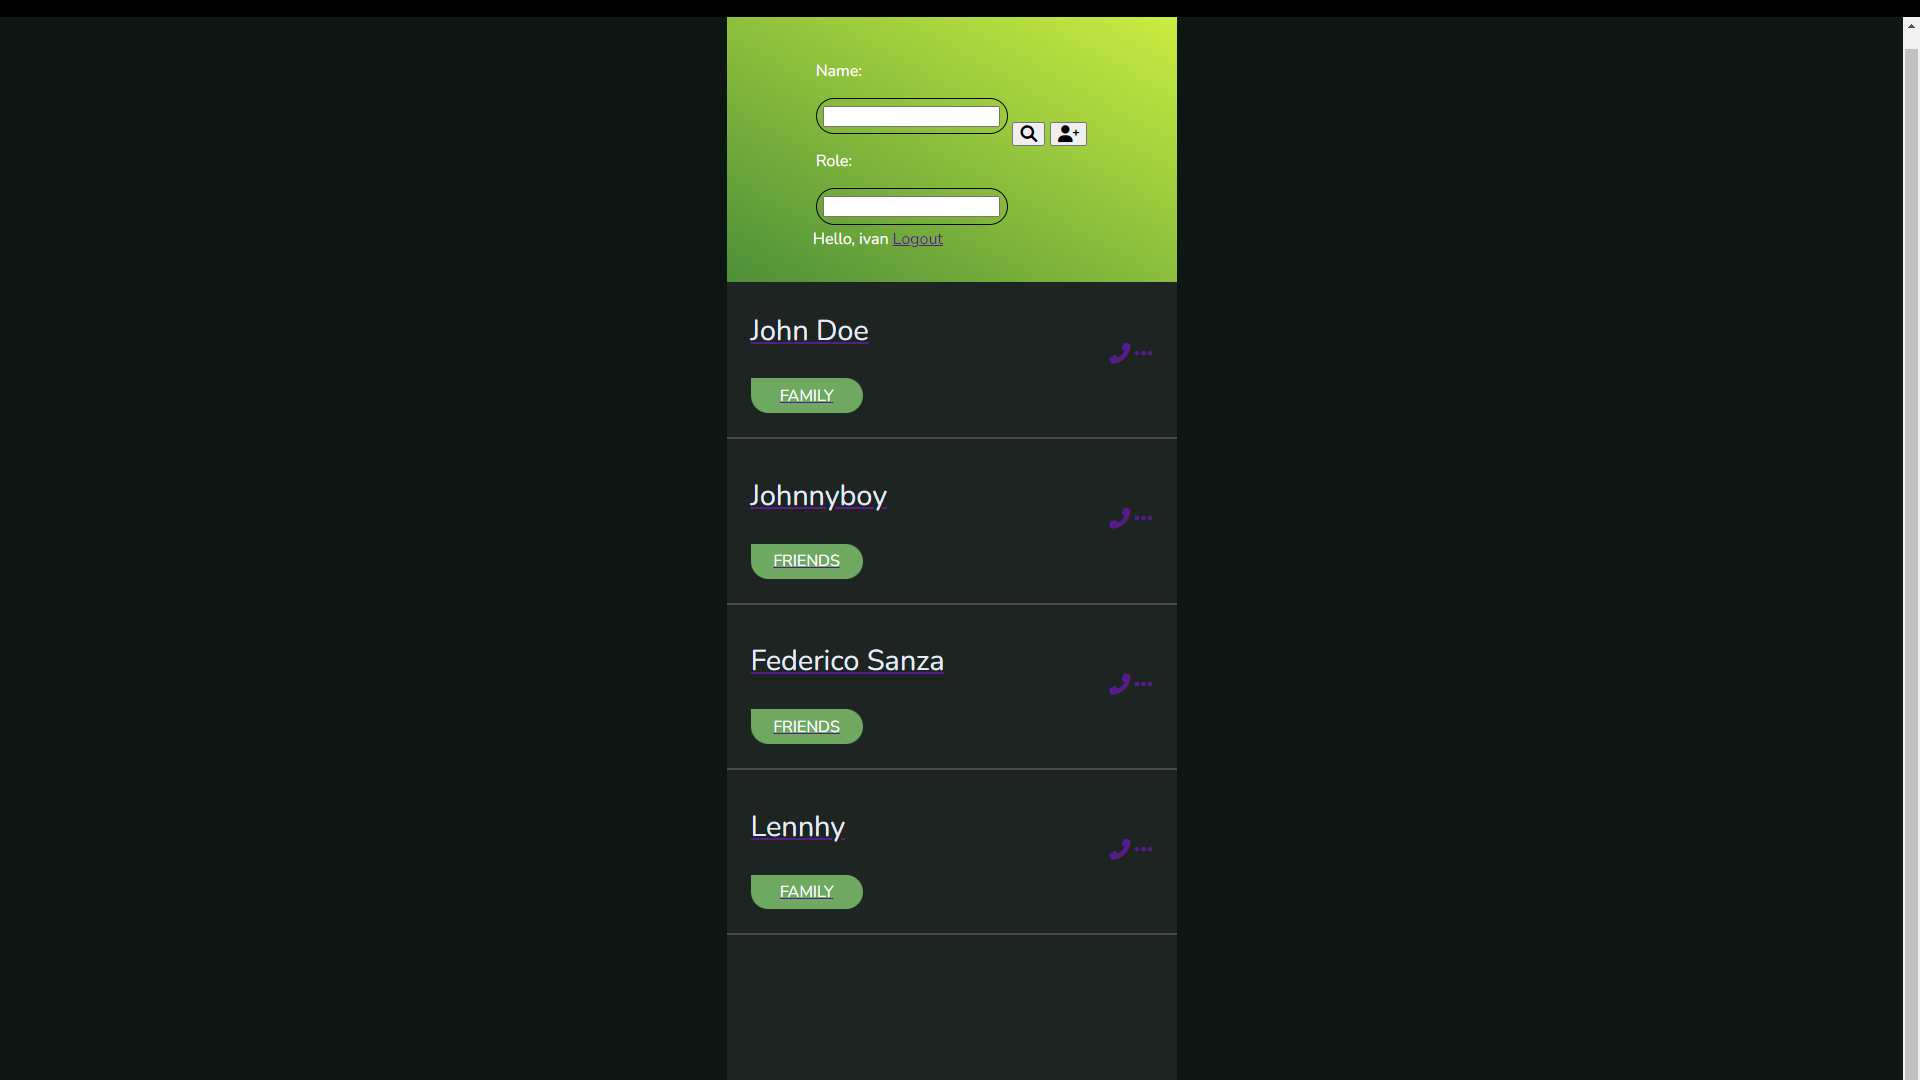 Name:
Role:
Hello, ivan Logout
John Doe
FAMILY
Johnnyboy
FRIENDS
Federico Sanza
FRIENDS
Lennhy
FAMILY